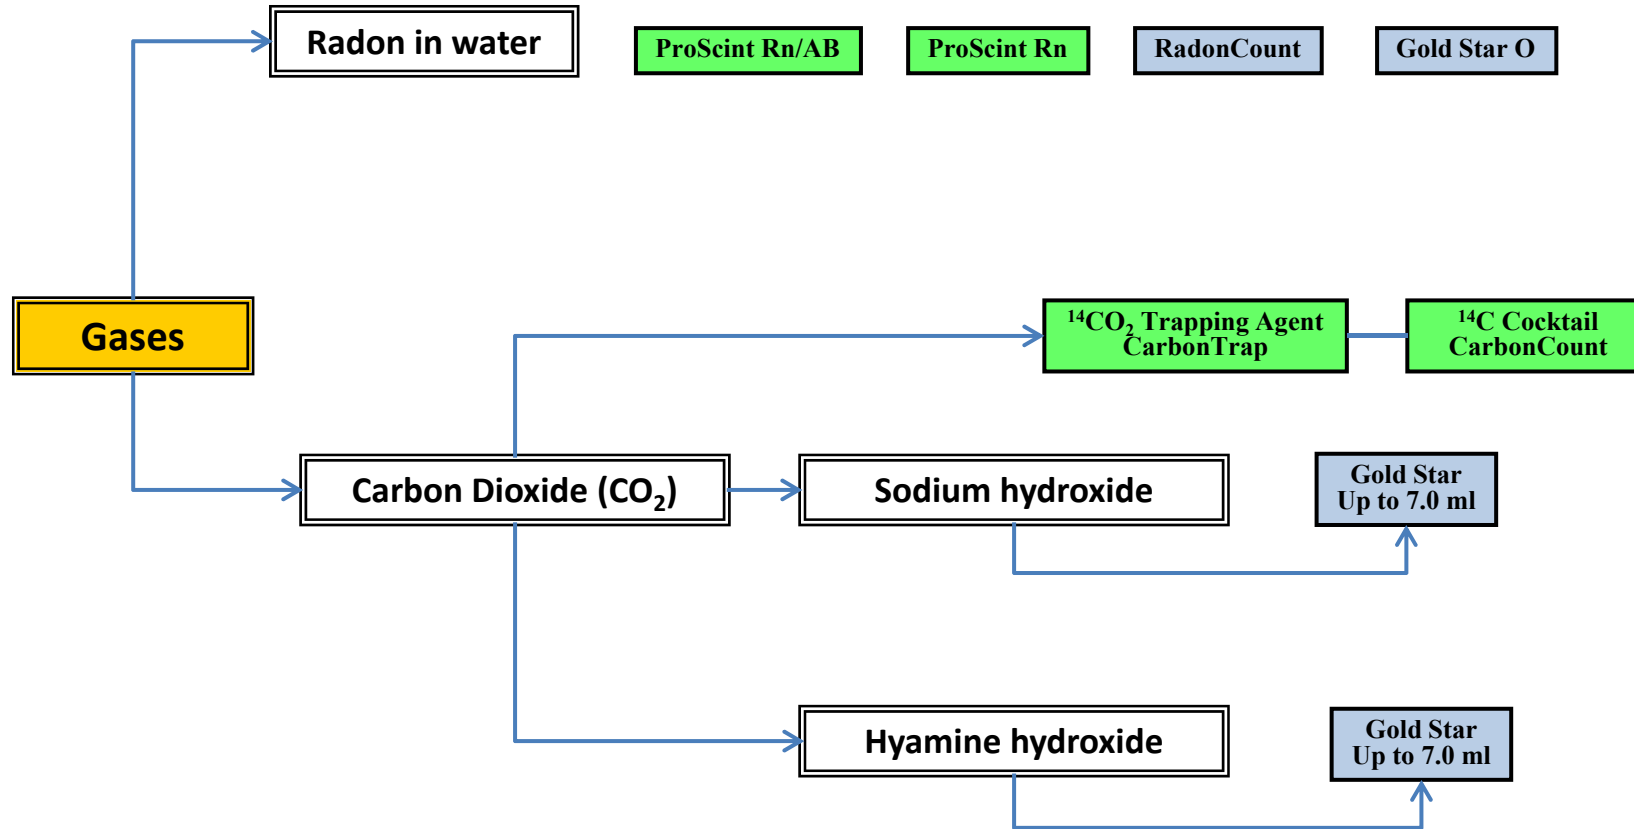 Radon in water
ProScint Rn/AB
ProScint Rn
RadonCount
Gold Star O
Gases
¹⁴CO₂ Trapping Agent
CarbonTrap
¹⁴C Cocktail
CarbonCount
Carbon Dioxide (CO₂)
Sodium hydroxide
Gold Star
Up to 7.0 ml
Hyamine hydroxide
Gold Star
Up to 7.0 ml